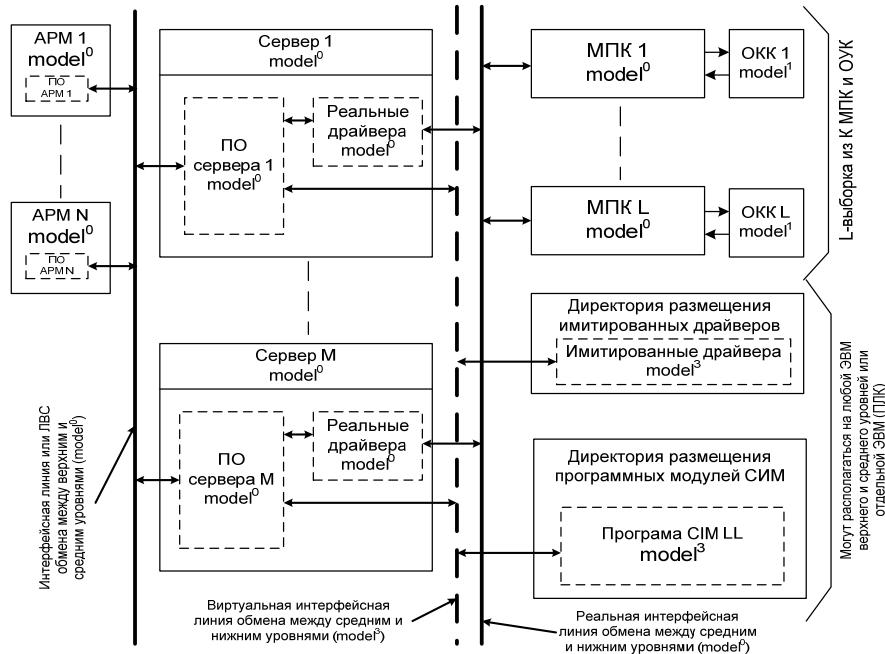 АРМ 1
model⁰
ПО
АРМ 1
АРМ N
model⁰
ПО
АРМ N
Интерфейсная линия или ЛВС
обмена между верхним и
средним уровнями (model⁰)
Сервер 1
model⁰
ПО
сервера 1
model⁰
Реальные
драйвера
model⁰
Сервер M
model⁰
ПО
сервера M
model⁰
Реальные
драйвера
model⁰
Виртуальная интерфейсная
линия обмена между средним и
нижним уровнями (model³)
МПК 1
model⁰
ОКК 1
model¹
МПК L
model⁰
ОКК L
model¹
L-выборка из К МПК и ОУК
Директория размещения
имитированных драйверов
Имитированные драйвера
model³
Директория размещения
программных модулей СИМ
Програма CIM LL
model³
Могут располагаться на любой ЭВМ
верхнего и среднего уровней или
отдельной ЭВМ (ПЛК)
Реальная интерфейсная
линия обмена между средним
и нижним уровнями (model⁰)